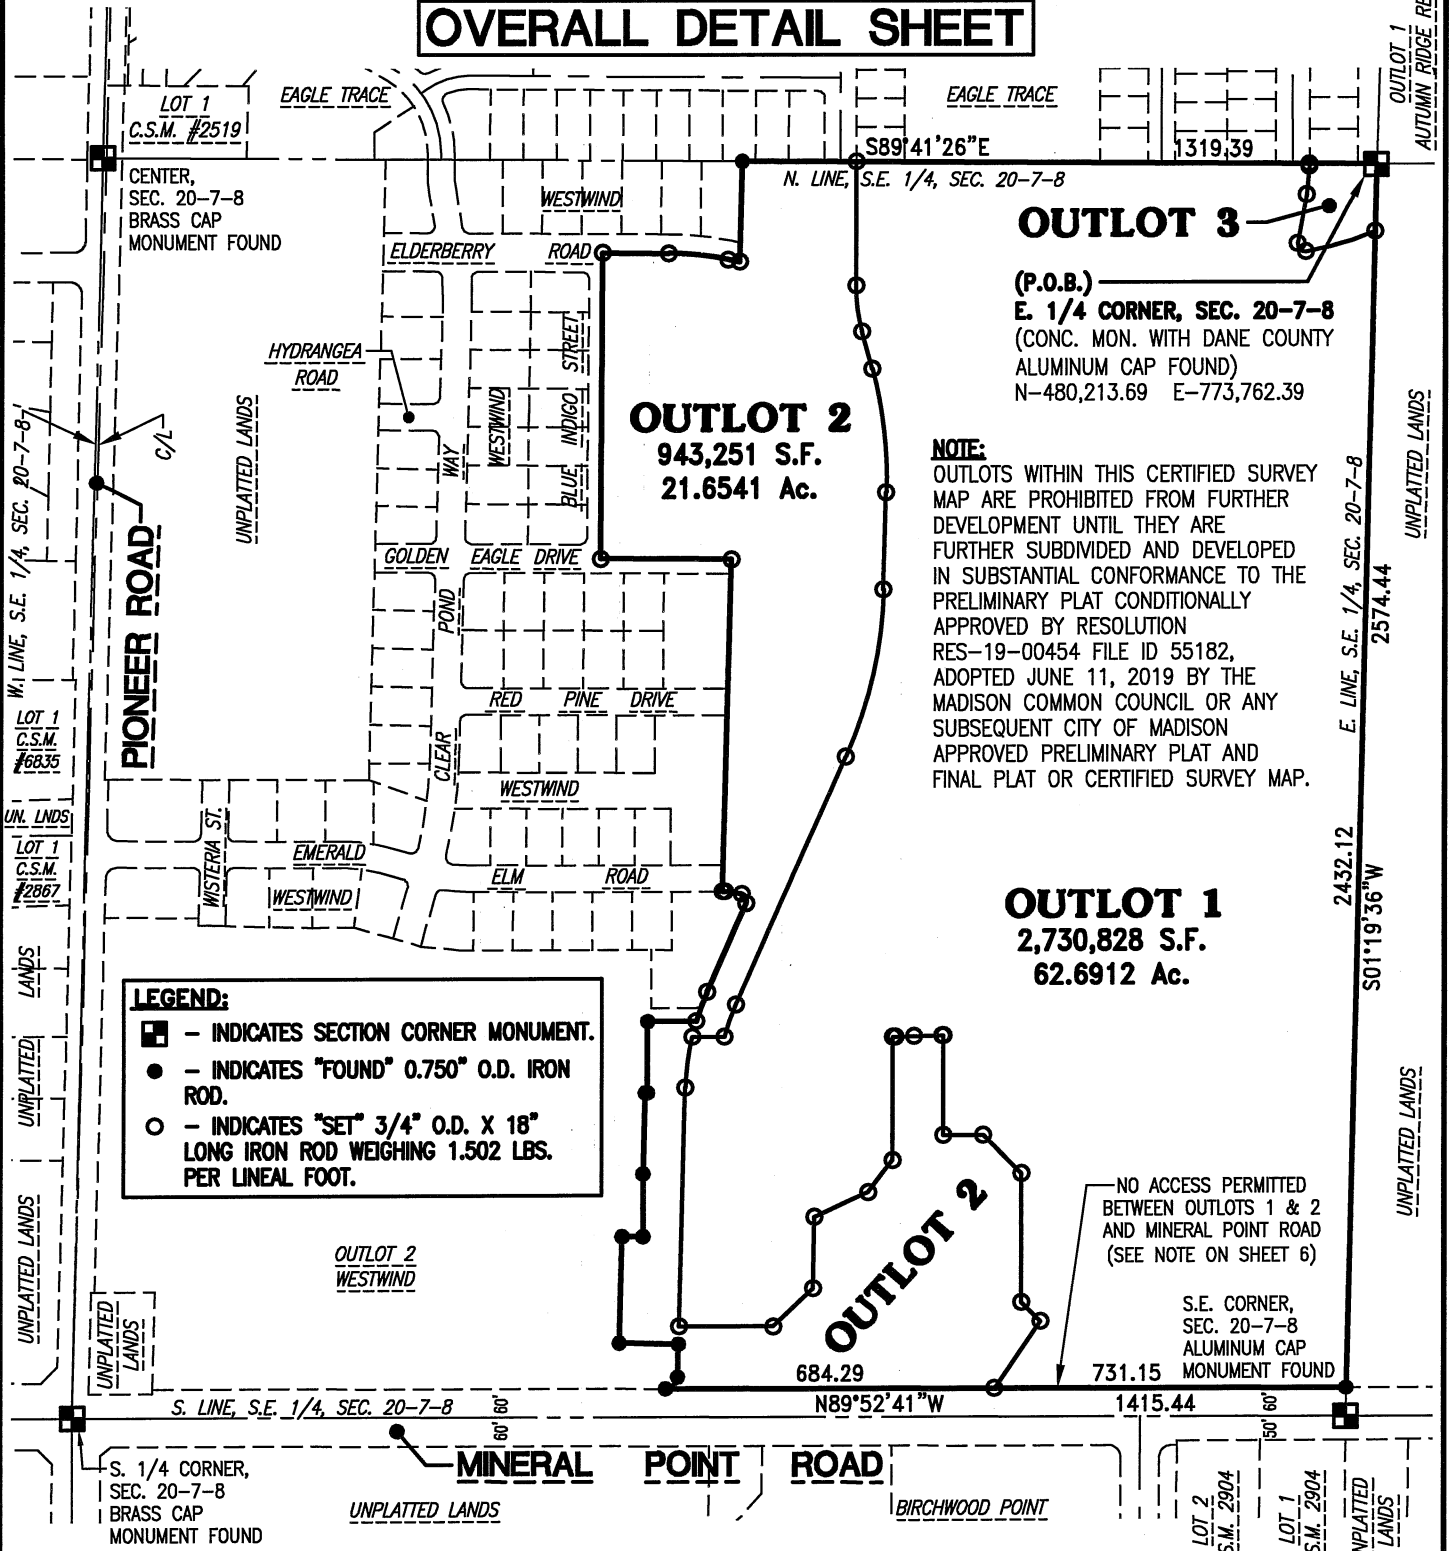 OVERALL DETAIL SHEET
LOT 1
C.S.M. #2519
EAGLE TRACE
EAGLE TRACE
OUTLOT 1
AUTUMN RIDGE
S89°41'26"E
1319.39
N. LINE, S.E. 1/4, SEC. 20-7-8
CENTER,
SEC. 20-7-8
BRASS CAP
MONUMENT FOUND
WESTWIND
ELDERBERRY ROAD
OUTLOT 3
(P.O.B.)
E. 1/4 CORNER, SEC. 20-7-8
(CONC. MON. WITH DANE COUNTY
ALUMINUM CAP FOUND)
N-480,213.69 E-773,762.39
HYDRANGEA
ROAD
BLUE INDIGO STREET
WESTWIND
UNPLATTED LANDS
C/L
W. LINE, S.E. 1/4, SEC. 20-7-8
PIONEER ROAD
OUTLOT 2
943,251 S.F.
21.6541 Ac.
NOTE:
OUTLOTS WITHIN THIS CERTIFIED SURVEY
MAP ARE PROHIBITED FROM FURTHER
DEVELOPMENT UNTIL THEY ARE
FURTHER SUBDIVIDED AND DEVELOPED
IN SUBSTANTIAL CONFORMANCE TO THE
PRELIMINARY PLAT CONDITIONALLY
APPROVED BY RESOLUTION
RES-19-00454 FILE ID 55182,
ADOPTED JUNE 11, 2019 BY THE
MADISON COMMON COUNCIL OR ANY
SUBSEQUENT CITY OF MADISON
APPROVED PRELIMINARY PLAT AND
FINAL PLAT OR CERTIFIED SURVEY MAP.
UNPLATTED LANDS
E. LINE, S.E. 1/4, SEC. 20-7-8
2574.44
GOLDEN EAGLE DRIVE
CLEAR POND WAY
RED PINE DRIVE
LOT 1
C.S.M.
#6835
WESTWIND
UN. LNDS
LOT 1
C.S.M.
#2867
WISTERIA ST.
EMERALD
ELM ROAD
WESTWIND
2432.12
S01°19'36"W
OUTLOT 1
2,730,828 S.F.
62.6912 Ac.
UNPLATTED LANDS
LEGEND:
– INDICATES SECTION CORNER MONUMENT.
– INDICATES "FOUND" 0.750" O.D. IRON
ROD.
– INDICATES "SET" 3/4" O.D. X 18"
LONG IRON ROD WEIGHING 1.502 LBS.
PER LINEAL FOOT.
UNPLATTED LANDS
UNPLATTED LANDS
OUTLOT 2
WESTWIND
UNPLATTED
LANDS
OUTLOT 2
NO ACCESS PERMITTED
BETWEEN OUTLOTS 1 & 2
AND MINERAL POINT ROAD
(SEE NOTE ON SHEET 6)
S.E. CORNER,
SEC. 20-7-8
ALUMINUM CAP
MONUMENT FOUND
684.29
731.15
S. LINE, S.E. 1/4, SEC. 20-7-8
60' 60'
N89°52'41"W
1415.44
50' 60'
MINERAL POINT ROAD
S. 1/4 CORNER,
SEC. 20-7-8
BRASS CAP
MONUMENT FOUND
UNPLATTED LANDS
BIRCHWOOD POINT
LOT 2
S.M. 2904
LOT 1
S.M. 2904
NPLATTED
LANDS